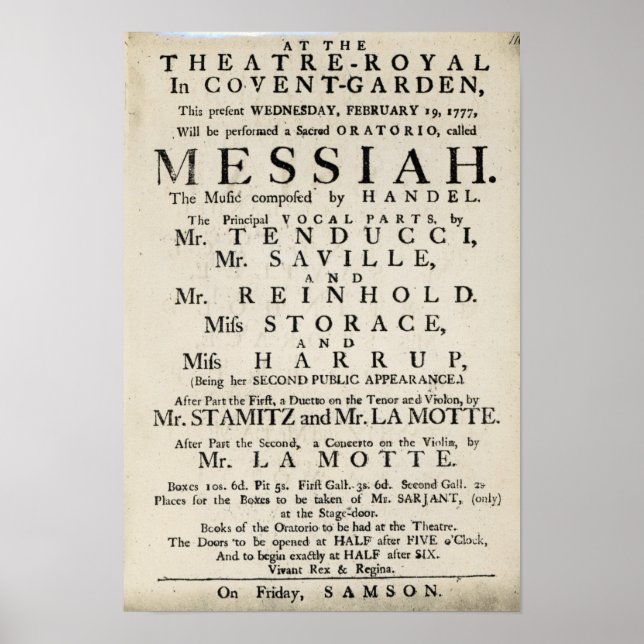 AT THE
THEATRE-ROYAL
In COVENT-GARDEN,
This preſent WEDNESDAY, FEBRUARY 19, 1777,
Will be performed a Sacred ORATORIO, called
MESSIAH.
The Muſic compoſed by HANDEL.
The Principal VOCAL PARTS, by
Mr. TENDUCCI,
Mr. SAVILLE,
AND
Mr. REINHOLD.
Miſs STORACE,
AND
Miſs HARRUP,
(Being her SECOND PUBLIC APPEARANCE.)
After Part the Firſt, a Duetto on the Tenor and Violon, by
Mr. STAMITZ and Mr. LA MOTTE.
After Part the Second, a Concerto on the Violin, by
Mr. LA MOTTE.
Boxes 10s. 6d. Pit 5s. Firſt Gall. 3s. 6d. Second Gall. 2s
Places for the Boxes to be taken of Mr. SARJANT, (only)
at the Stage-door.
Books of the Oratorio to be had at the Theatre.
The Doors to be opened at HALF after FIVE o'Clock,
And to begin exactly at HALF after SIX.
Vivant Rex & Regina.
On Friday, SAMSON.